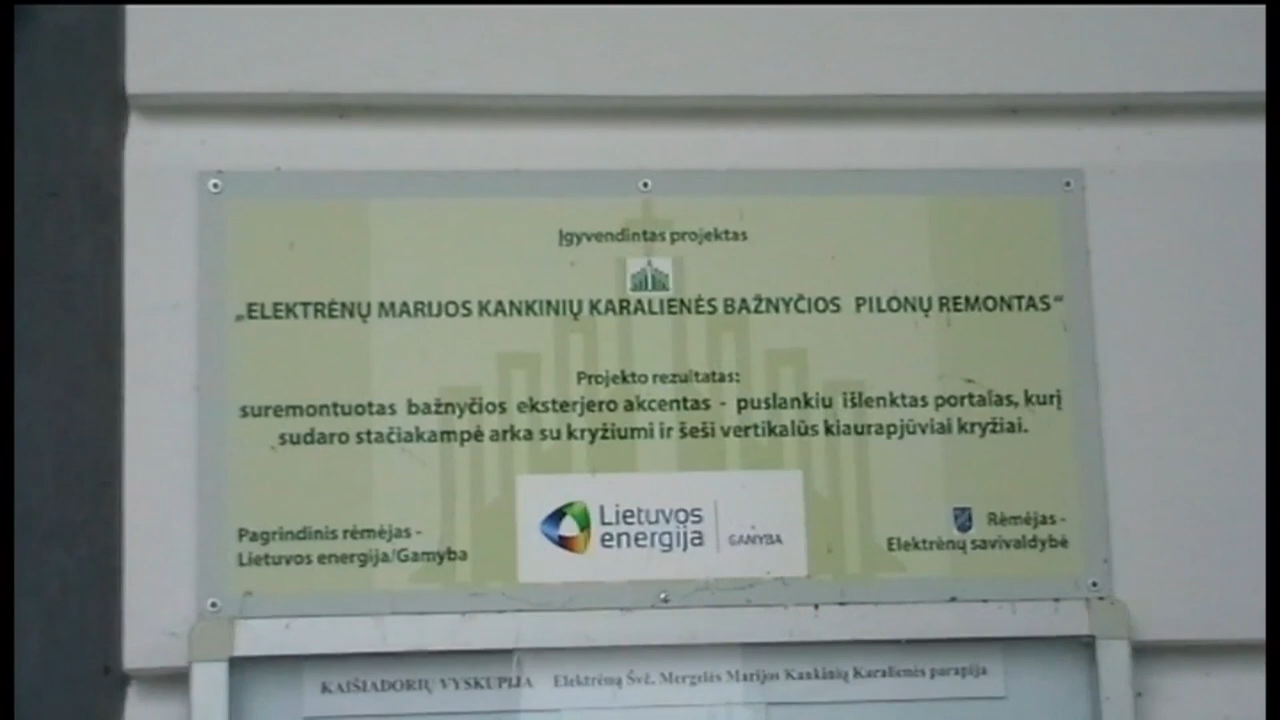 Įgyvendintas projektas
„ELEKTRĖNŲ MARIJOS KANKINIŲ KARALIENĖS BAŽNYČIOS PILONŲ REMONTAS“
Projekto rezultatas:
suremontuotas bažnyčios eksterjero akcentas - puslankiu išlenktas portalas, kurį
sudaro stačiakampė arka su kryžiumi ir šeši vertikalūs kiaurapjūviai kryžiai.
Pagrindinis rėmėjas -
Lietuvos energija/Gamyba
Lietuvos
energija
GAMYBA
Rėmėjas -
Elektrėnų savivaldybė
KAIŠIADORIŲ VYSKUPIJA Elektrėnų Švč. Mergelės Marijos Kankinių Karalienės parapija